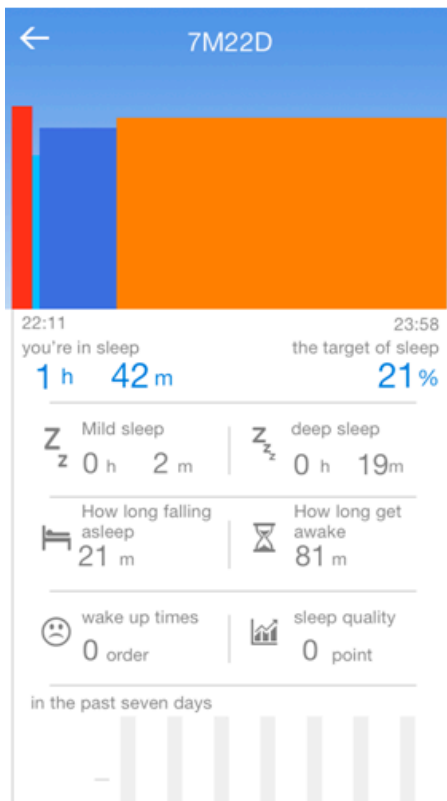 7M22D
22:11 23:58
you're in sleep the target of sleep
1 h 42 m 21 %
Mild sleep deep sleep
0 h 2 m 0 h 19m
How long falling How long get
asleep awake
21 m 81 m
wake up times sleep quality
0 order 0 point
in the past seven days